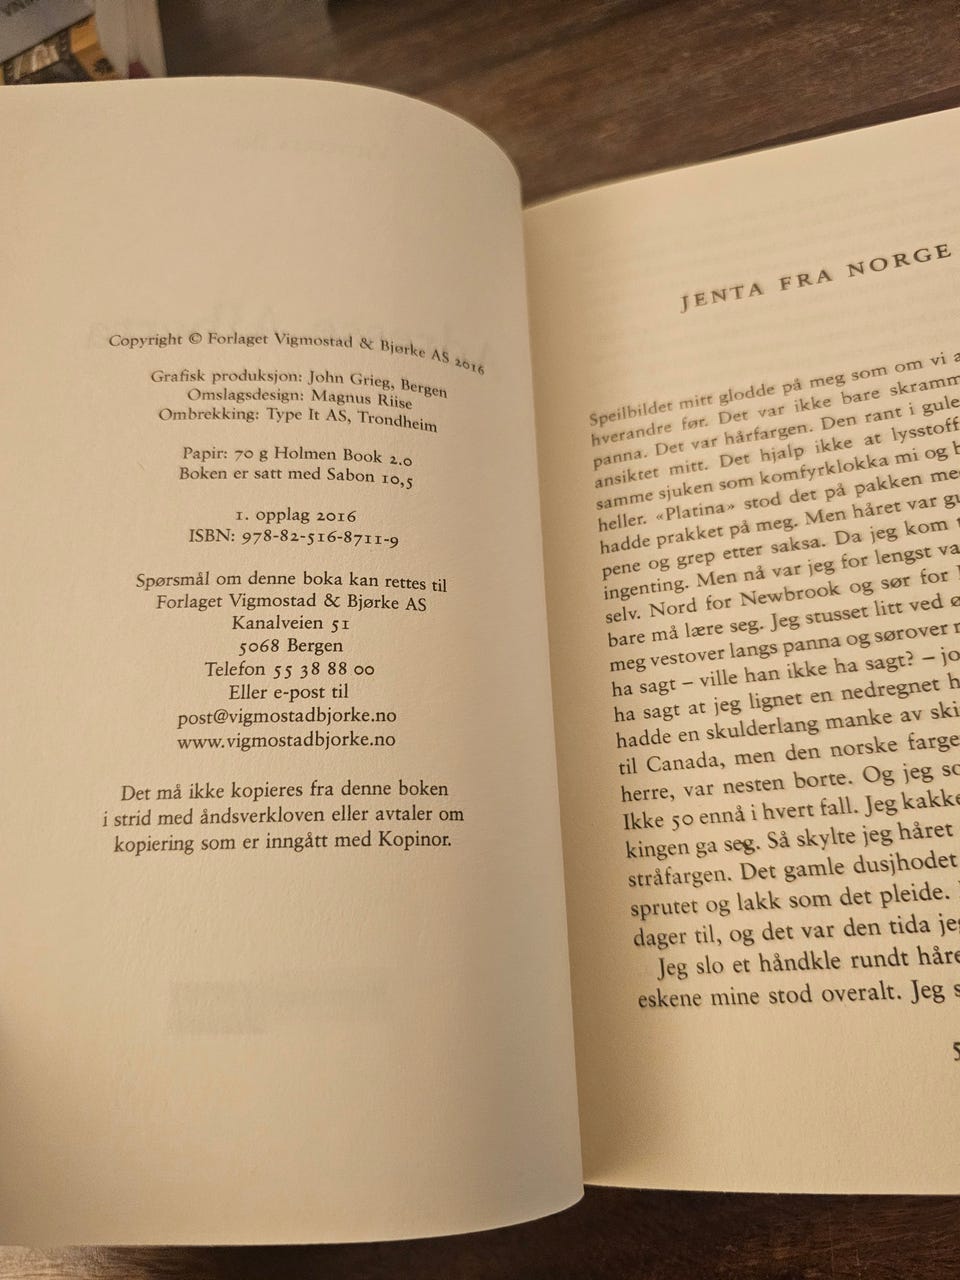 Copyright © Forlaget Vigmostad & Bjørke AS 2016
Grafisk produksjon: John Grieg, Bergen
Omslagsdesign: Magnus Riise
Ombrekking: Type It AS, Trondheim
Papir: 70 g Holmen Book 2.0
Boken er satt med Sabon 10,5
1. opplag 2016
ISBN: 978-82-516-8711-9
Spørsmål om denne boka kan rettes til
Forlaget Vigmostad & Bjørke AS
Kanalveien 51
5068 Bergen
Telefon 55 38 88 00
Eller e-post til
post@vigmostadbjorke.no
www.vigmostadbjorke.no
Det må ikke kopieres fra denne boken
i strid med åndsverkloven eller avtaler om
kopiering som er inngått med Kopinor.
JENTA FRA NORGE
Speilbildet mitt glodde på meg som om vi
hverandre før. Det var ikke bare skramm
panna. Det var hårfargen. Den rant i gule
ansiktet mitt. Det hjalp ikke at lysstoff
samme sjuken som komfyrklokka mi og
heller. «Platina» stod det på pakken
hadde prakket på meg. Men håret var
pene og grep etter saksa. Da jeg kom
ingenting. Men nå var jeg for lengst
selv. Nord for Newbrook og sør for
bare må lære seg. Jeg stusset litt ved
meg vestover langs panna og sørover
ha sagt – ville han ikke ha sagt? –
ha sagt at jeg lignet en nedregnet
hadde en skulderlang manke av
til Canada, men den norske farge
herre, var nesten borte. Og jeg
Ikke 50 ennå i hvert fall. Jeg
kingen ga seg. Så skylte jeg håret
stråfargen. Det gamle dusjhodet
sprutet og lakk som det pleide.
dager til, og det var den tida
Jeg slo et håndkle rundt håre
eskene mine stod overalt. Jeg